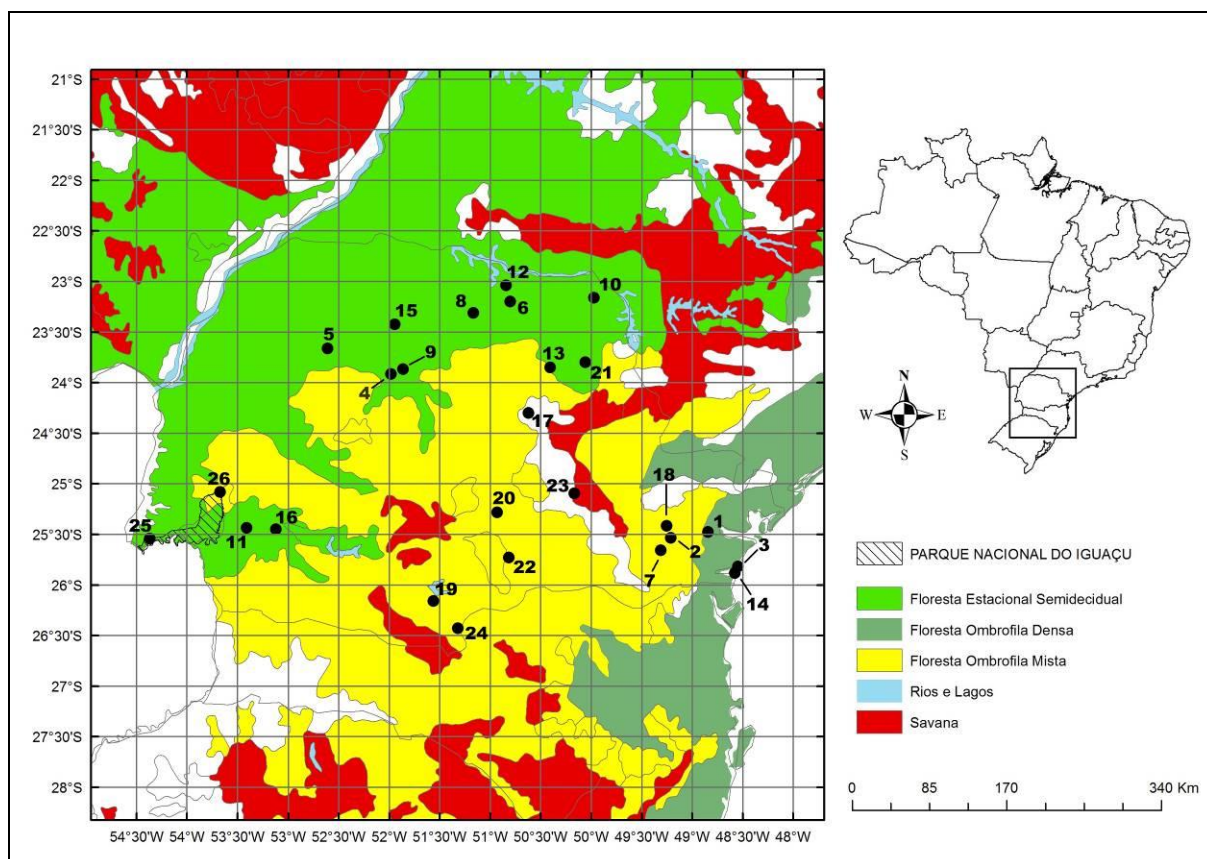 21°S
21°30'S
22°S
22°30'S
23°S
23°30'S
24°S
24°30'S
25°S
25°30'S
26°S
26°30'S
27°S
27°30'S
28°S
54°30'W 54°W 53°30'W 53°W 52°30'W 52°W 51°30'W 51°W 50°30'W 50°W 49°30'W 49°W 48°30'W 48°W
12
10
8
6
15
5
9
13
4
21
17
26
23
18
20
1
25
16
11
2
3
22
7
19
14
24
N
W E
S
PARQUE NACIONAL DO IGUAÇU
Floresta Estacional Semidecidual
Floresta Ombrofila Densa
Floresta Ombrofila Mista
Rios e Lagos
Savana
0 85 170 340 Km